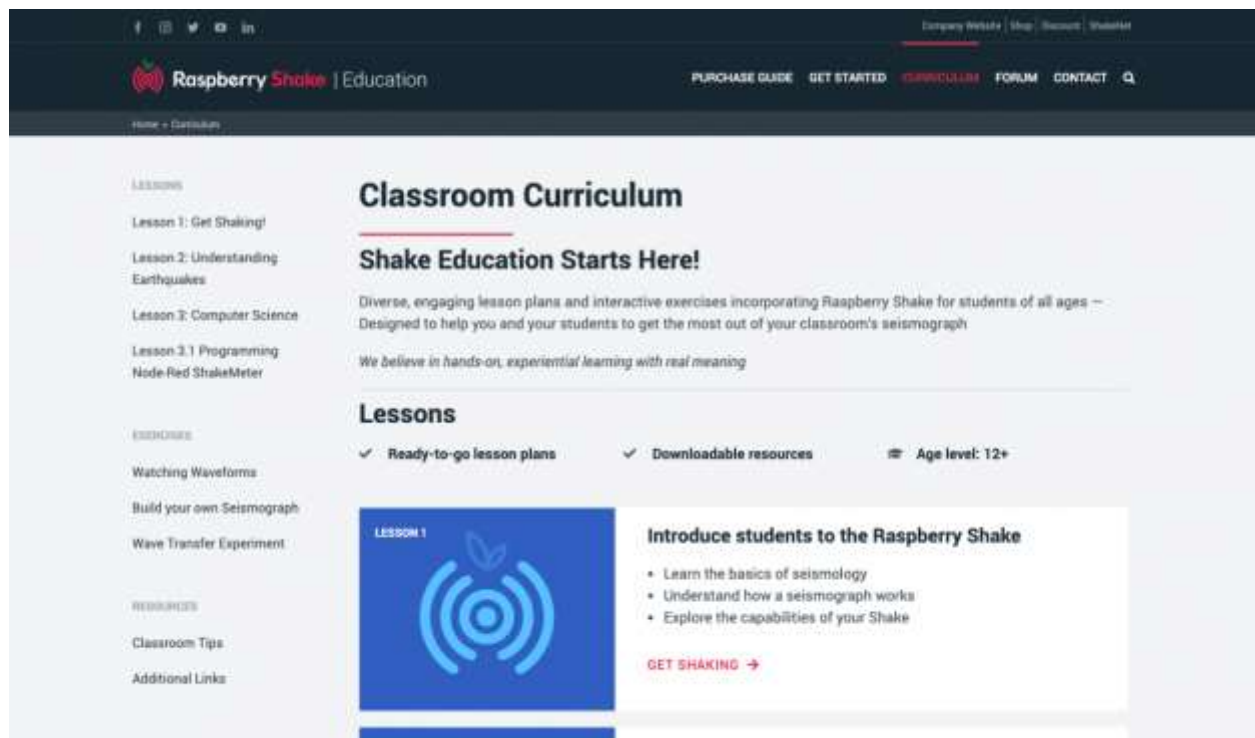 Company Website | Shop | Discount | ShakeNet
Raspberry Shake | Education
PURCHASE GUIDE GET STARTED CURRICULUM FORUM CONTACT
Home » Curriculum
LESSONS
Lesson 1: Get Shaking!
Lesson 2: Understanding
Earthquakes
Lesson 3: Computer Science
Lesson 3.1 Programming
Node-Red ShakeMeter
EXERCISES
Watching Waveforms
Build your own Seismograph
Wave Transfer Experiment
RESOURCES
Classroom Tips
Additional Links
Classroom Curriculum
Shake Education Starts Here!
Diverse, engaging lesson plans and interactive exercises incorporating Raspberry Shake for students of all ages —
Designed to help you and your students to get the most out of your classroom's seismograph
We believe in hands-on, experiential learning with real meaning
Lessons
Ready-to-go lesson plans
Downloadable resources
Age level: 12+
LESSON 1
Introduce students to the Raspberry Shake
• Learn the basics of seismology
• Understand how a seismograph works
• Explore the capabilities of your Shake
GET SHAKING →